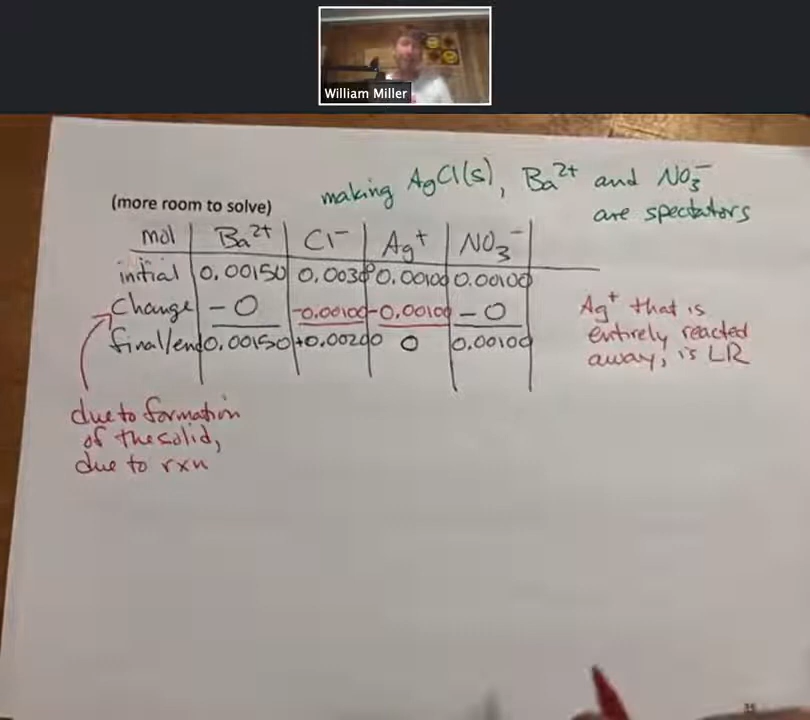 William Miller
making AgCl(s), Ba²⁺ and NO₃⁻
are spectators
(more room to solve)
mol Ba²⁺ Cl⁻ Ag⁺ NO₃⁻
initial 0.00150 0.00300 0.00100 0.00100
Change - 0 -0.00100 -0.00100 - 0
final/end 0.00150 +0.00200 0 0.00100
Ag⁺ that is
entirely reacted
away, is LR
due to formation
of the solid,
due to rxn